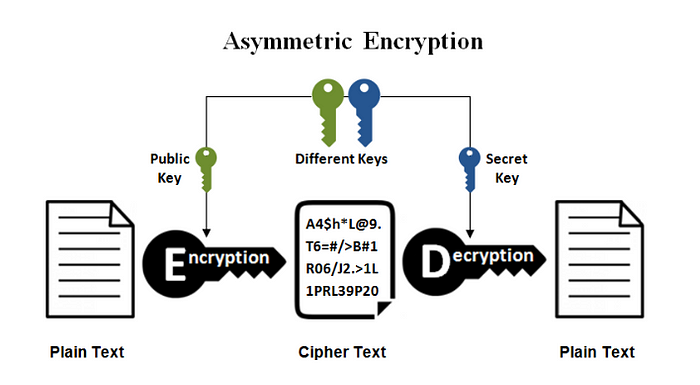 Asymmetric Encryption
Public
Key
Different Keys
Secret
Key
Encryption
A4$h*L@9.
T6=#/>B#1
R06/J2.>1L
1PRL39P20
Decryption
Plain Text
Cipher Text
Plain Text